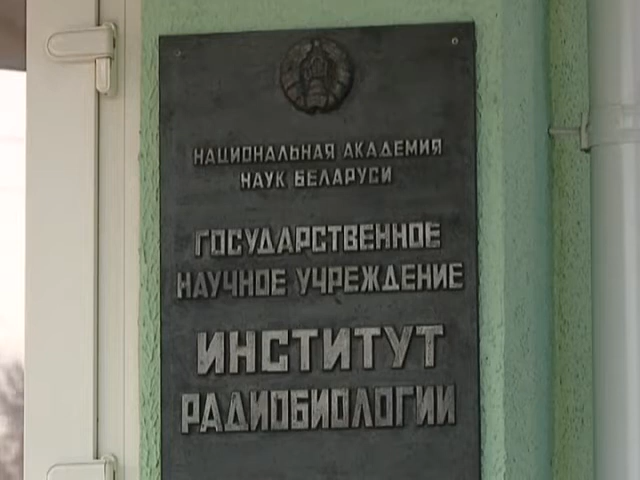 НАЦИОНАЛЬНАЯ АКАДЕМИЯ
НАУК БЕЛАРУСИ
ГОСУДАРСТВЕННОЕ
НАУЧНОЕ УЧРЕЖДЕНИЕ
ИНСТИТУТ
РАДИОБИОЛОГИИ